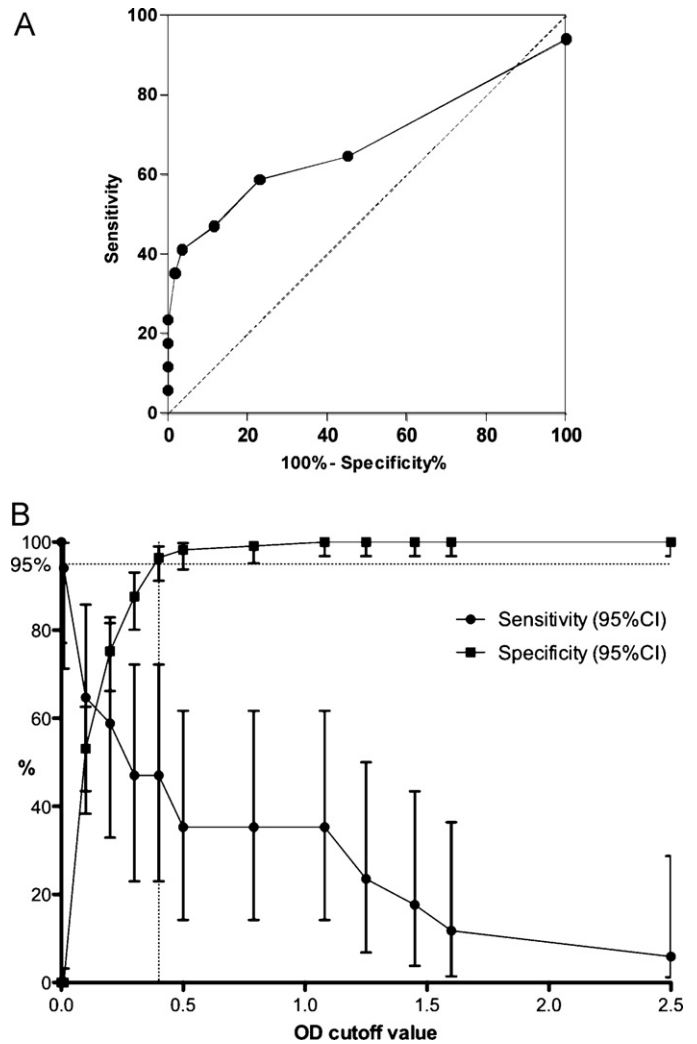 A
100
80
60
40
20
0
Sensitivity
0 20 40 60 80 100
100%- Specificity%
B
100
95%
80
60
%
40
20
0
Sensitivity (95%CI)
Specificity (95%CI)
0.0 0.5 1.0 1.5 2.0 2.5
OD cutoff value